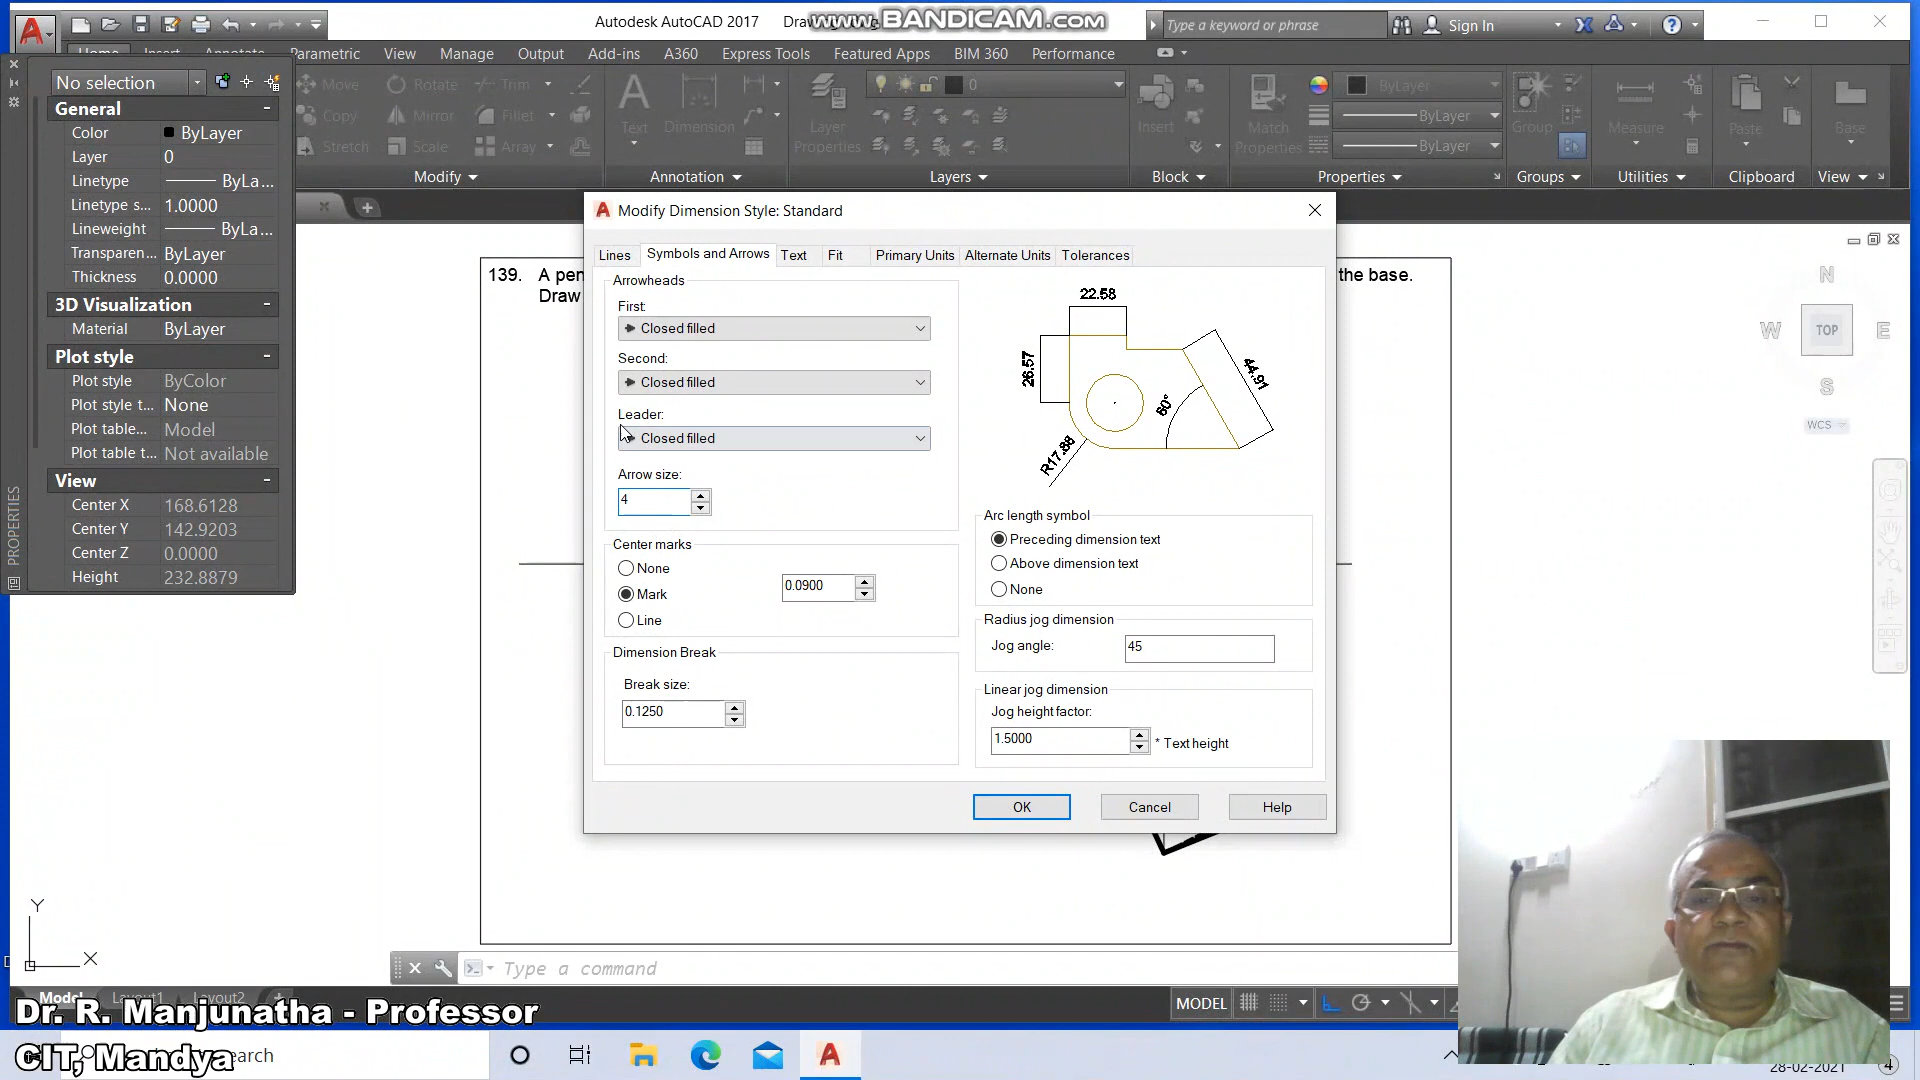 Autodesk AutoCAD 2017
www.BANDICAM.com
Type a keyword or phrase
Sign In
Parametric View Manage Output Add-ins A360 Express Tools Featured Apps BIM 360 Performance
No selection
General
Color ByLayer
Layer 0
Linetype ByLa...
Linetype s... 1.0000
Lineweight ByLa...
Transparen... ByLayer
Thickness 0.0000
3D Visualization
Material ByLayer
Plot style
Plot style ByColor
Plot style t... None
Plot table... Model
Plot table t... Not available
View
Center X 168.6128
Center Y 142.9203
Center Z 0.0000
Height 232.8879
PROPERTIES
Move Rotate Trim
Copy Mirror Fillet
Stretch Scale Array
Modify
Text Dimension
Annotation
Layer Properties
0
Layers
Insert
Block
Match Properties
ByLayer
ByLayer
ByLayer
Properties
Group
Groups
Measure
Utilities
Paste
Clipboard
Base
View
Modify Dimension Style: Standard
Lines Symbols and Arrows Text Fit Primary Units Alternate Units Tolerances
Arrowheads
First:
Closed filled
Second:
Closed filled
Leader:
Closed filled
Arrow size:
4
Center marks
None
Mark
Line
0.0900
Dimension Break
Break size:
0.1250
22.58
26.57
44.91
60°
R17.88
Arc length symbol
Preceding dimension text
Above dimension text
None
Radius jog dimension
Jog angle: 45
Linear jog dimension
Jog height factor:
1.5000 * Text height
OK Cancel Help
139. A pen
the base.
Draw
N
W TOP E
S
WCS
Y
X
Type a command
Model Layout1 Layout2
MODEL
Dr. R. Manjunatha - Professor
CIT, Mandya
28-02-2021
4